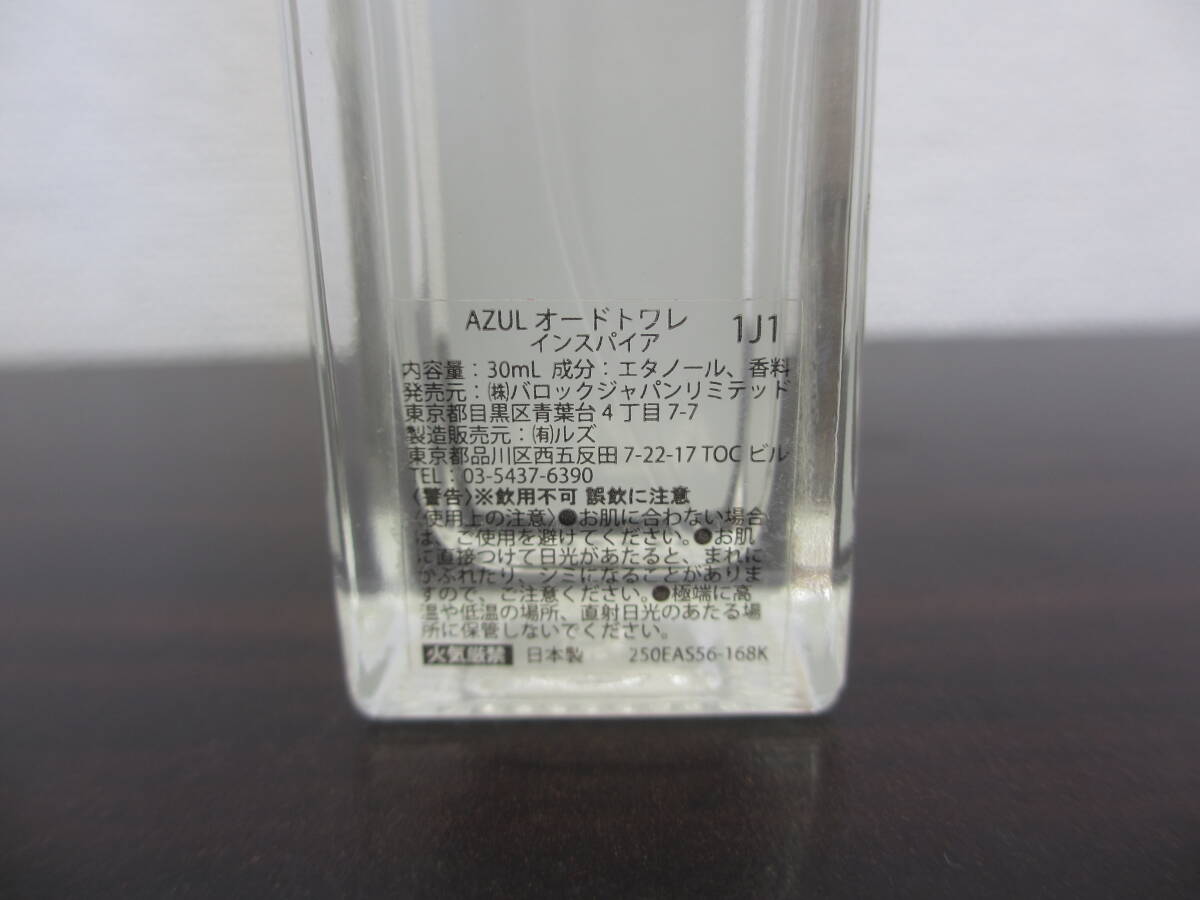 AZUL オードトワレ 1J1
インスパイア
内容量：30mL 成分：エタノール、香料
発売元：㈱バロックジャパンリミテッド
東京都目黒区青葉台4丁目7-7
製造販売元：㈲ルズ
東京都品川区西五反田7-22-17 TOCビル
TEL：03-5437-6390
〈警告〉※飲用不可 誤飲に注意
〈使用上の注意〉●お肌に合わない場合
は、ご使用を避けてください。●お肌
に直接つけて日光があたると、まれに
かぶれたり、シミになることがありま
すので、ご注意ください。●極端に高
温や低温の場所、直射日光のあたる場
所に保管しないでください。
火気厳禁 日本製 250EAS56-168K